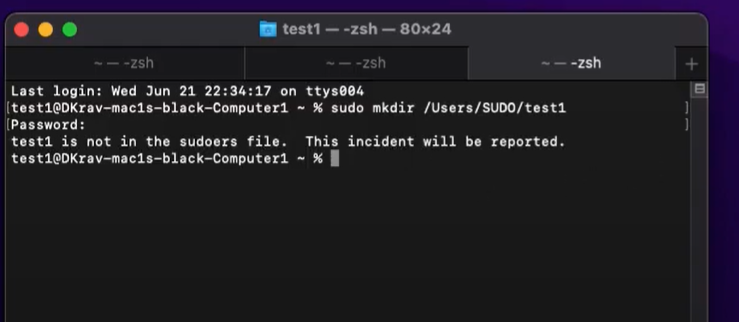 test1 — -zsh — 80×24
~ — -zsh ~ — -zsh ~ — -zsh +
Last login: Wed Jun 21 22:34:17 on ttys004
[test1@DKrav-mac1s-black-Computer1 ~ % sudo mkdir /Users/SUDO/test1 ]
[Password: ]
test1 is not in the sudoers file.  This incident will be reported.
test1@DKrav-mac1s-black-Computer1 ~ %